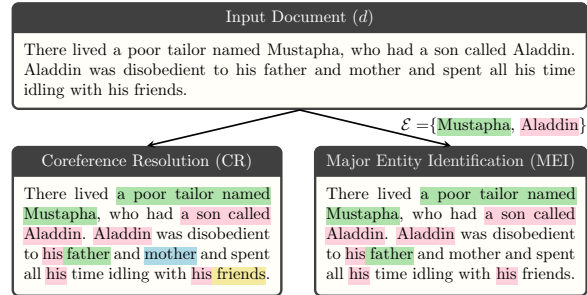 Input Document (d)
There lived a poor tailor named Mustapha, who had a son called Aladdin.
Aladdin was disobedient to his father and mother and spent all his time
idling with his friends.
ℰ ={Mustapha, Aladdin}
Coreference Resolution (CR)
There lived a poor tailor named
Mustapha, who had a son called
Aladdin. Aladdin was disobedient
to his father and mother and spent
all his time idling with his friends.
Major Entity Identification (MEI)
There lived a poor tailor named
Mustapha, who had a son called
Aladdin. Aladdin was disobedient
to his father and mother and spent
all his time idling with his friends.